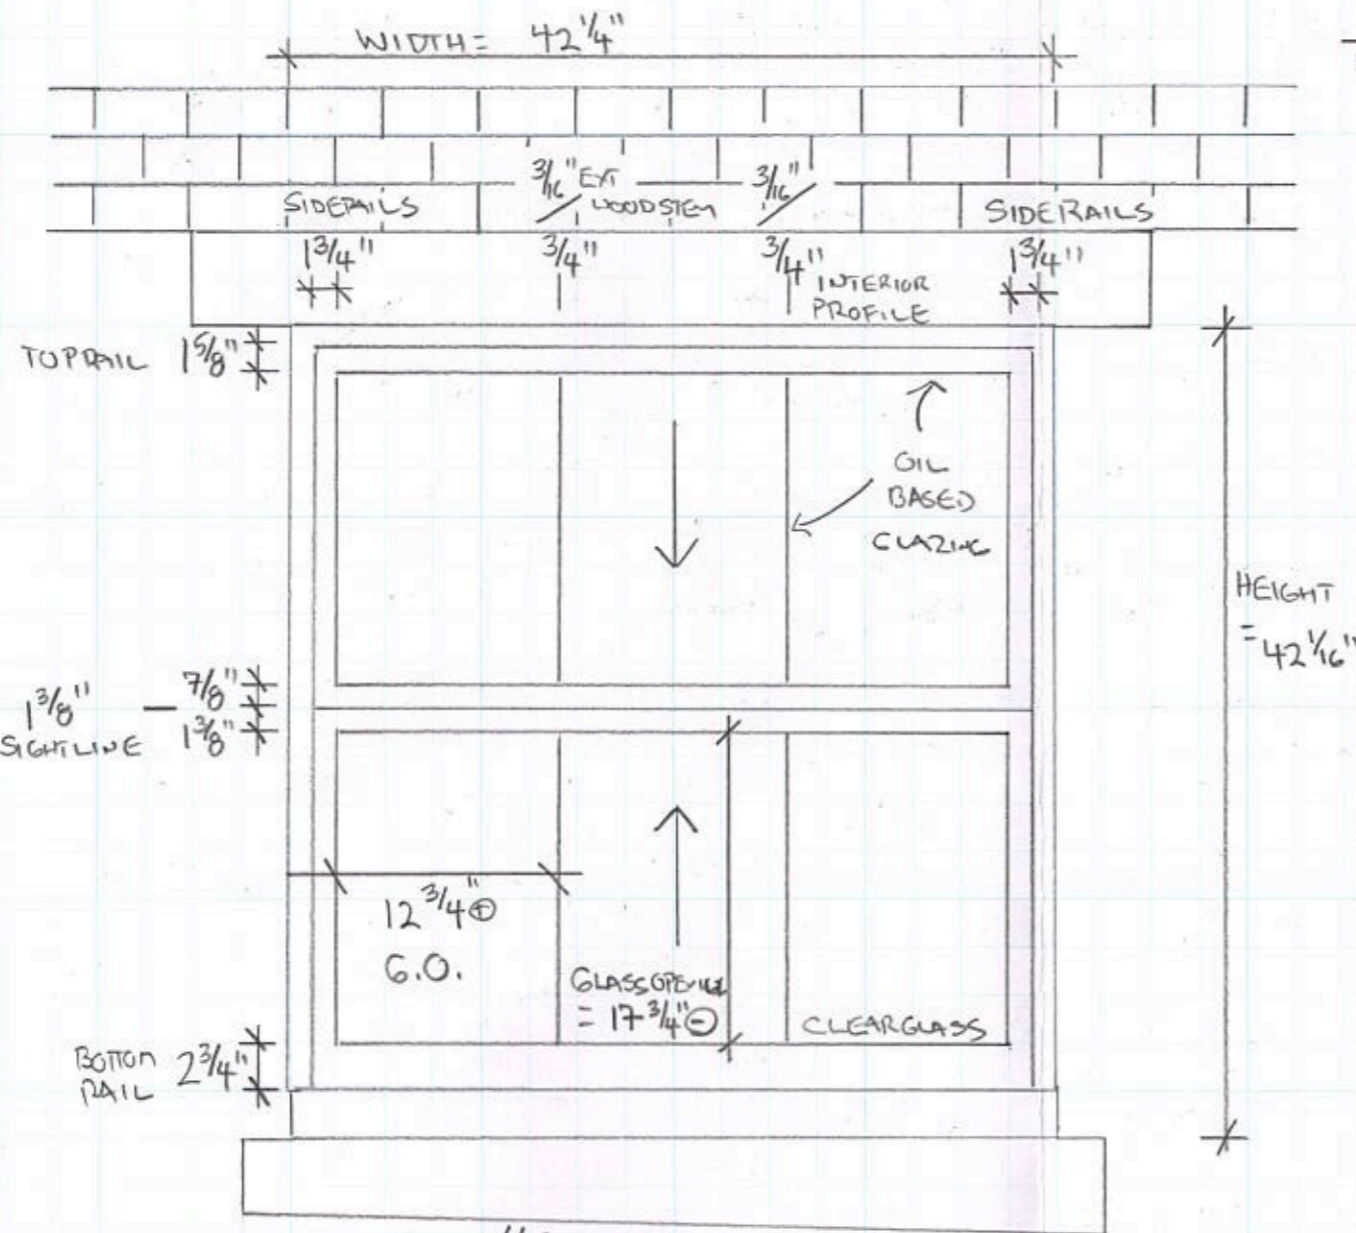 WIDTH = 42 1/4"
3/16" EXT 3/16"
SIDERAILS WOODSTEM SIDERAILS
1 3/4" 3/4" 3/4" 1 3/4"
INTERIOR
PROFILE
TOPRAIL 1 5/8"
OIL
BASED
GLAZING
HEIGHT
= 42 1/16"
7/8"
1 3/8" —
SIGHTLINE 1 3/8"
12 3/4" ⊕
G.O.
GLASS OPENING
= 17 3/4" ⊖
CLEARGLASS
BOTTOM
RAIL 2 3/4"